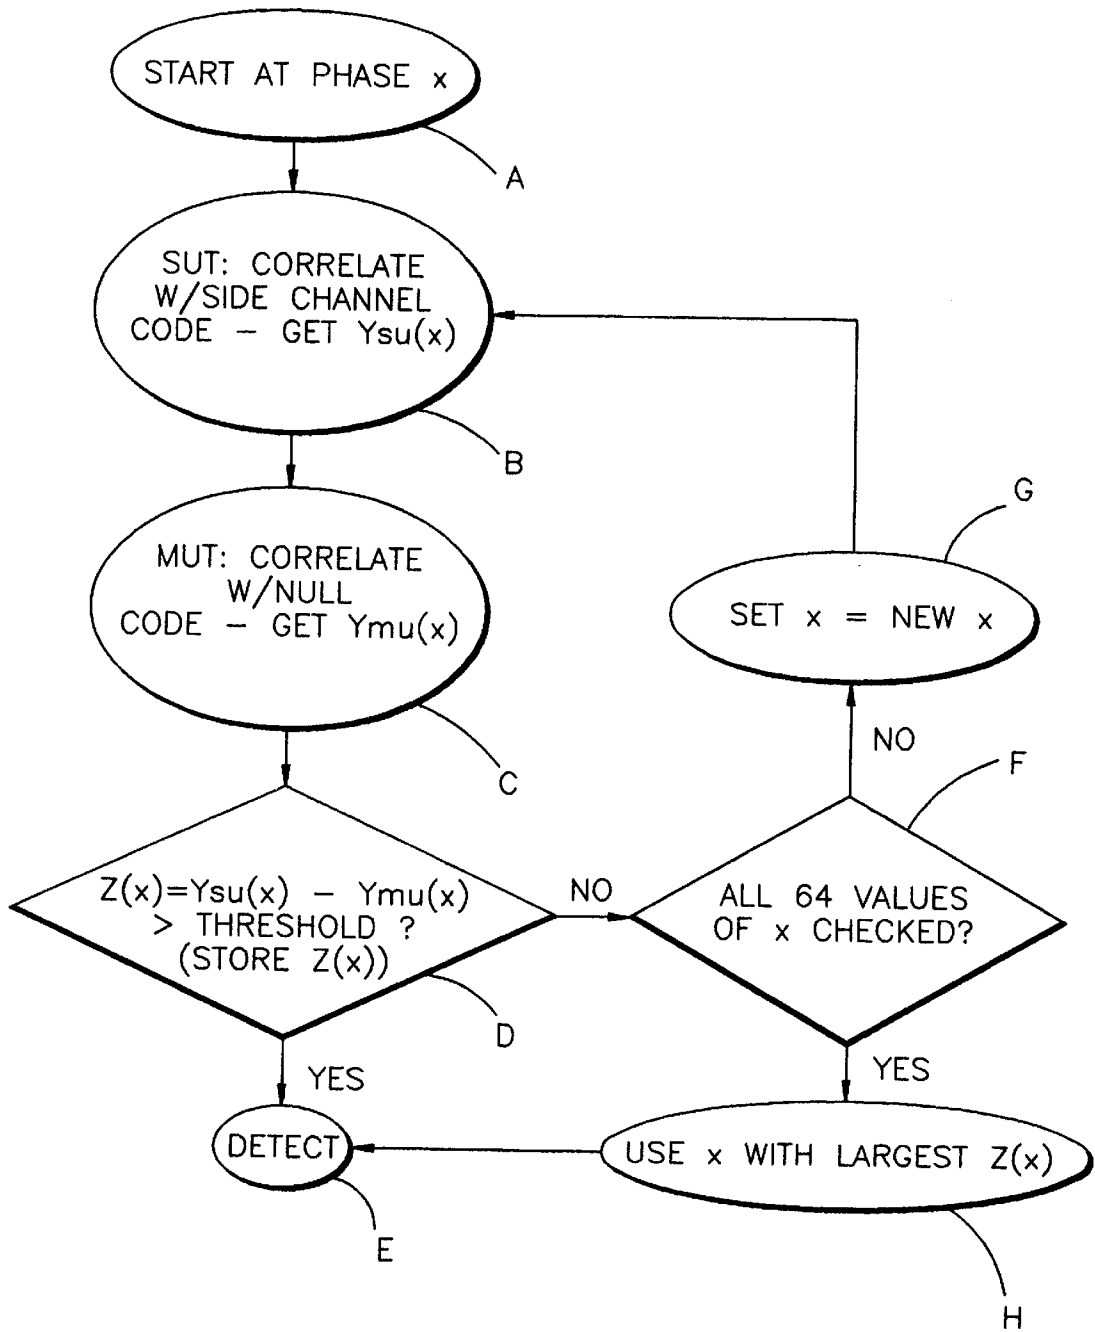 START AT PHASE x
A
SUT: CORRELATE
W/SIDE CHANNEL
CODE – GET Ysu(x)
B
MUT: CORRELATE
W/NULL
CODE – GET Ymu(x)
C
G
SET x = NEW x
NO
F
Z(x)=Ysu(x) – Ymu(x)
> THRESHOLD ?
(STORE Z(x))
NO
D
ALL 64 VALUES
OF x CHECKED?
YES
YES
DETECT
E
USE x WITH LARGEST Z(x)
H